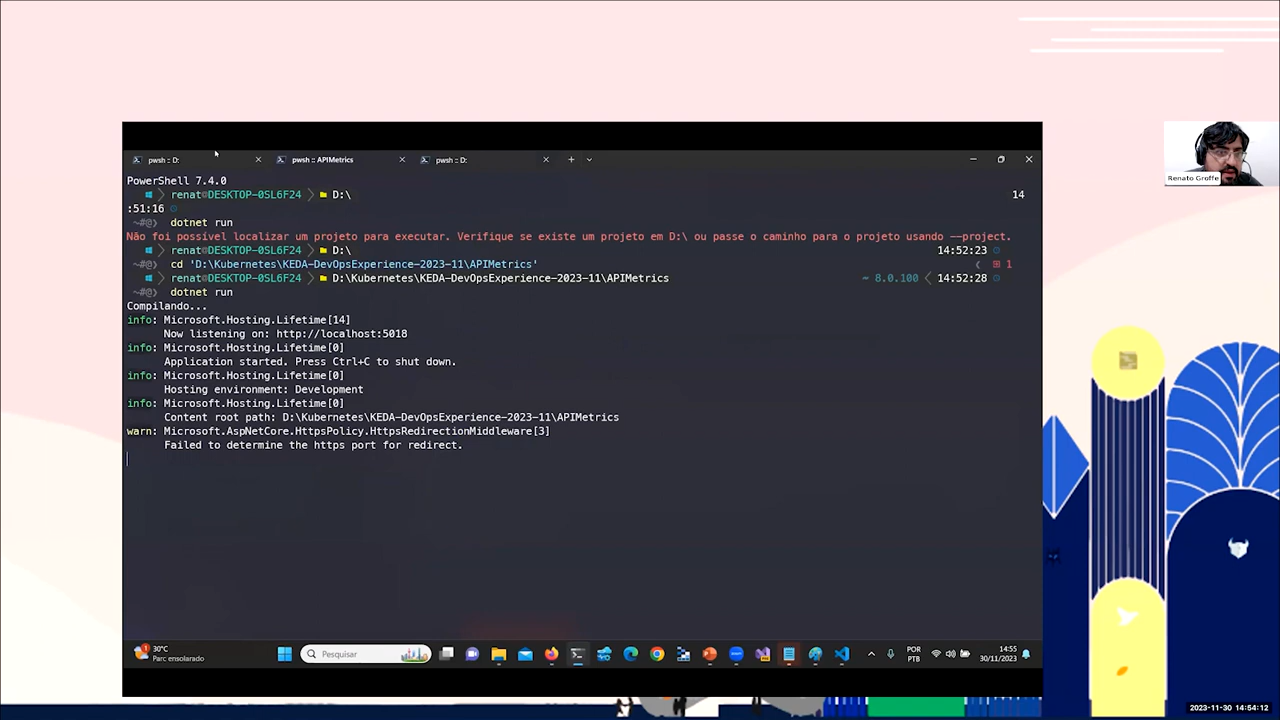 pwsh :: D:
pwsh :: APIMetrics
pwsh :: D:
PowerShell 7.4.0
renat@DESKTOP-0SL6F24 D:\ 14
:51:16
~#@❯ dotnet run
Não foi possível localizar um projeto para executar. Verifique se existe um projeto em D:\ ou passe o caminho para o projeto usando --project.
renat@DESKTOP-0SL6F24 D:\ 14:52:23
cd 'D:\Kubernetes\KEDA-DevOpsExperience-2023-11\APIMetrics' 1
renat@DESKTOP-0SL6F24 D:\Kubernetes\KEDA-DevOpsExperience-2023-11\APIMetrics ~ 8.0.100 14:52:28
~#@❯ dotnet run
Compilando...
info: Microsoft.Hosting.Lifetime[14]
Now listening on: http://localhost:5018
info: Microsoft.Hosting.Lifetime[0]
Application started. Press Ctrl+C to shut down.
info: Microsoft.Hosting.Lifetime[0]
Hosting environment: Development
info: Microsoft.Hosting.Lifetime[0]
Content root path: D:\Kubernetes\KEDA-DevOpsExperience-2023-11\APIMetrics
warn: Microsoft.AspNetCore.HttpsPolicy.HttpsRedirectionMiddleware[3]
Failed to determine the https port for redirect.
Renato Groffe
1
30°C
Parc ensolarado
Pesquisar
POR
PTB
14:55
30/11/2023
2023-11-30 14:54:12